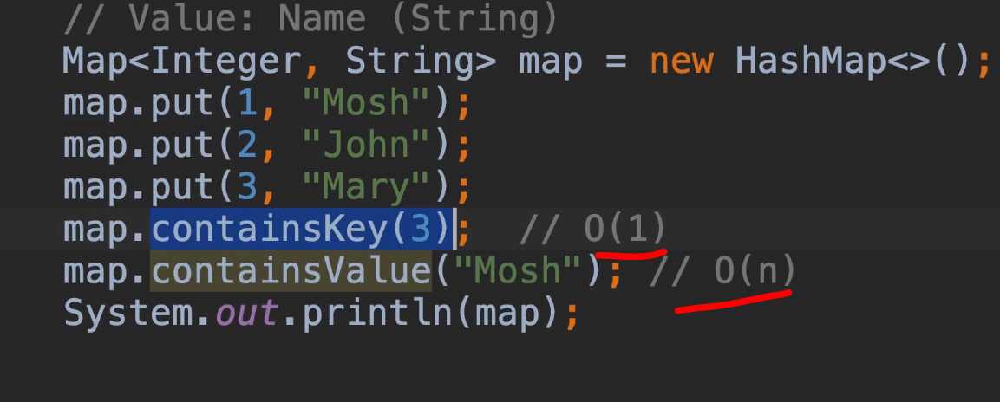 // Value: Name (String)
Map<Integer, String> map = new HashMap<>();
map.put(1, "Mosh");
map.put(2, "John");
map.put(3, "Mary");
map.containsKey(3);  // O(1)
map.containsValue("Mosh"); // O(n)
System.out.println(map);